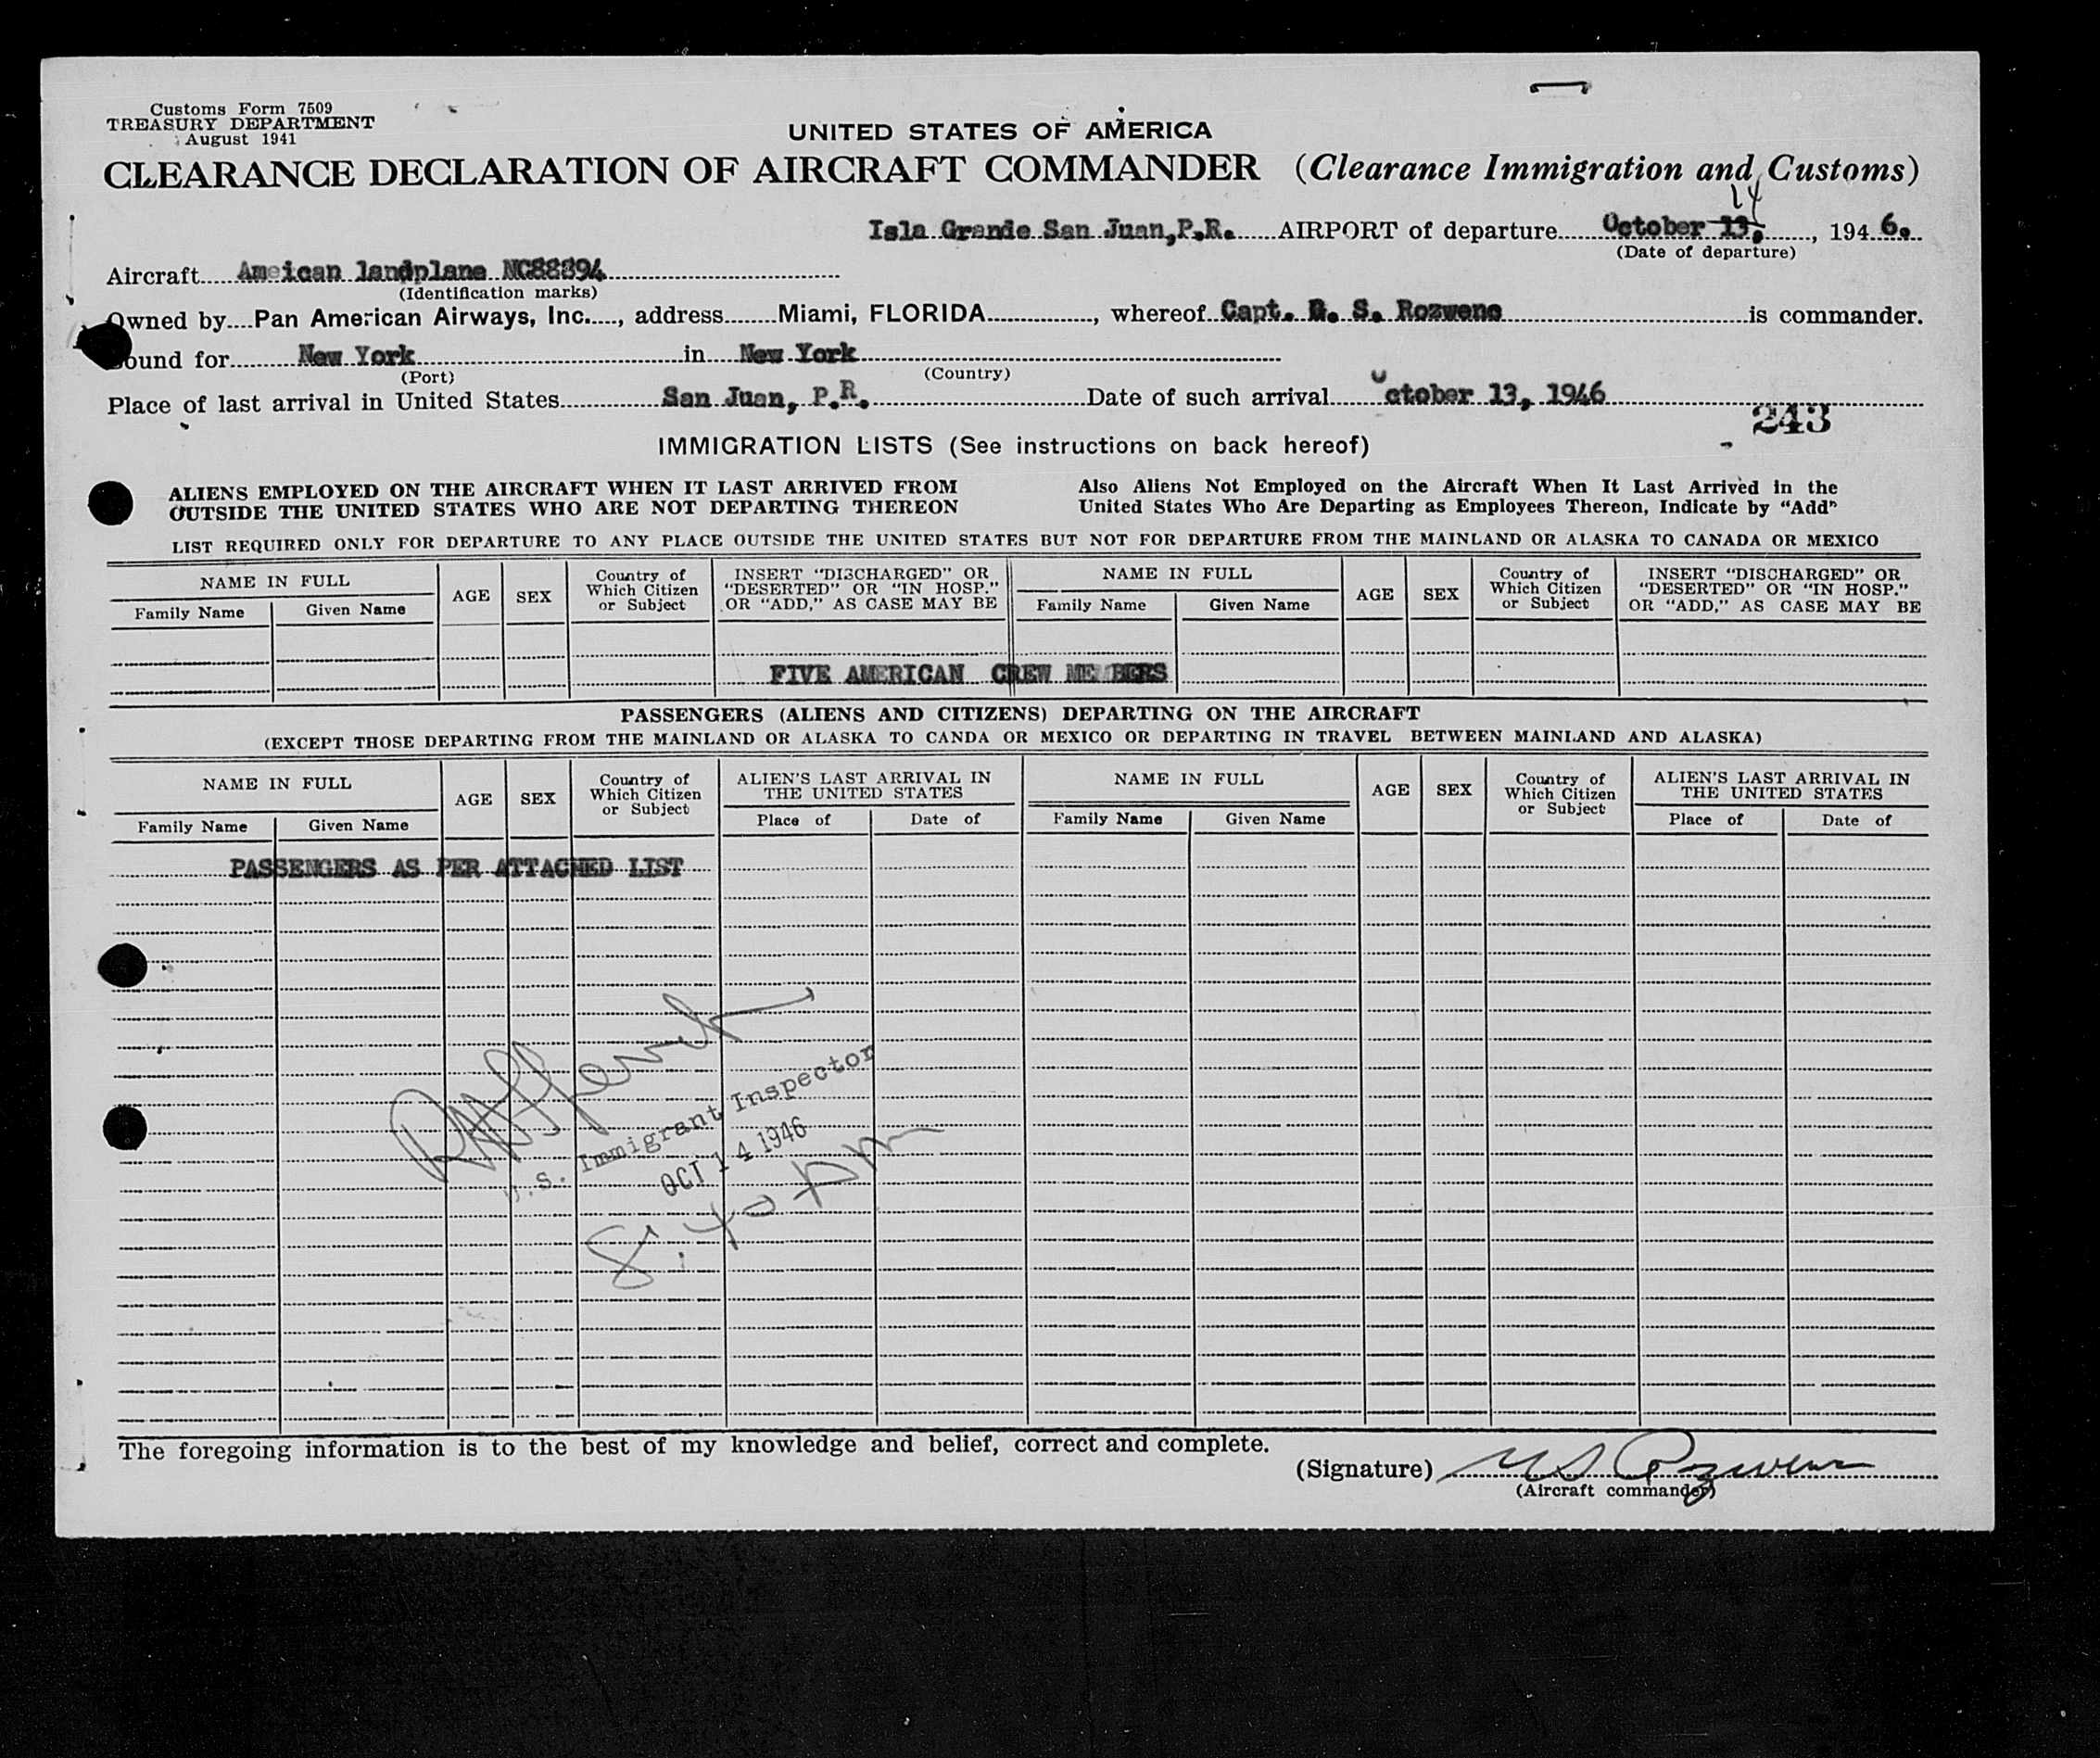 Customs Form 7509
TREASURY DEPARTMENT
August 1941
UNITED STATES OF AMERICA
CLEARANCE DECLARATION OF AIRCRAFT COMMANDER (Clearance Immigration and Customs)
14
Isla Grande San Juan, P.R. AIRPORT of departure October 13, 1946.
(Date of departure)
Aircraft Ameican landplane NC88894
(Identification marks)
Owned by Pan American Airways, Inc., address Miami, FLORIDA, whereof Capt. S. Rozwene is commander.
ound for New York in New York
(Port) (Country)
Place of last arrival in United States San Juan, P.R. Date of such arrival October 13, 1946
243
IMMIGRATION LISTS (See instructions on back hereof)
ALIENS EMPLOYED ON THE AIRCRAFT WHEN IT LAST ARRIVED FROM
OUTSIDE THE UNITED STATES WHO ARE NOT DEPARTING THEREON
Also Aliens Not Employed on the Aircraft When It Last Arrived in the
United States Who Are Departing as Employees Thereon, Indicate by "Add"
LIST REQUIRED ONLY FOR DEPARTURE TO ANY PLACE OUTSIDE THE UNITED STATES BUT NOT FOR DEPARTURE FROM THE MAINLAND OR ALASKA TO CANADA OR MEXICO
NAME IN FULL
Family Name Given Name
AGE
SEX
Country of
Which Citizen
or Subject
INSERT "DISCHARGED" OR
"DESERTED" OR "IN HOSP."
OR "ADD," AS CASE MAY BE
NAME IN FULL
Family Name Given Name
AGE
SEX
Country of
Which Citizen
or Subject
INSERT "DISCHARGED" OR
"DESERTED" OR "IN HOSP."
OR "ADD," AS CASE MAY BE
FIVE AMERICAN CREW MEMBERS
PASSENGERS (ALIENS AND CITIZENS) DEPARTING ON THE AIRCRAFT
(EXCEPT THOSE DEPARTING FROM THE MAINLAND OR ALASKA TO CANDA OR MEXICO OR DEPARTING IN TRAVEL BETWEEN MAINLAND AND ALASKA)
NAME IN FULL
Family Name Given Name
AGE
SEX
Country of
Which Citizen
or Subject
ALIEN'S LAST ARRIVAL IN
THE UNITED STATES
Place of Date of
NAME IN FULL
Family Name Given Name
AGE
SEX
Country of
Which Citizen
or Subject
ALIEN'S LAST ARRIVAL IN
THE UNITED STATES
Place of Date of
PASSENGERS AS PER ATTACHED LIST
U.S. Immigrant Inspector
OCT 14 1946
8:40 pm
The foregoing information is to the best of my knowledge and belief, correct and complete.
(Signature) Rozwene
(Aircraft commander)